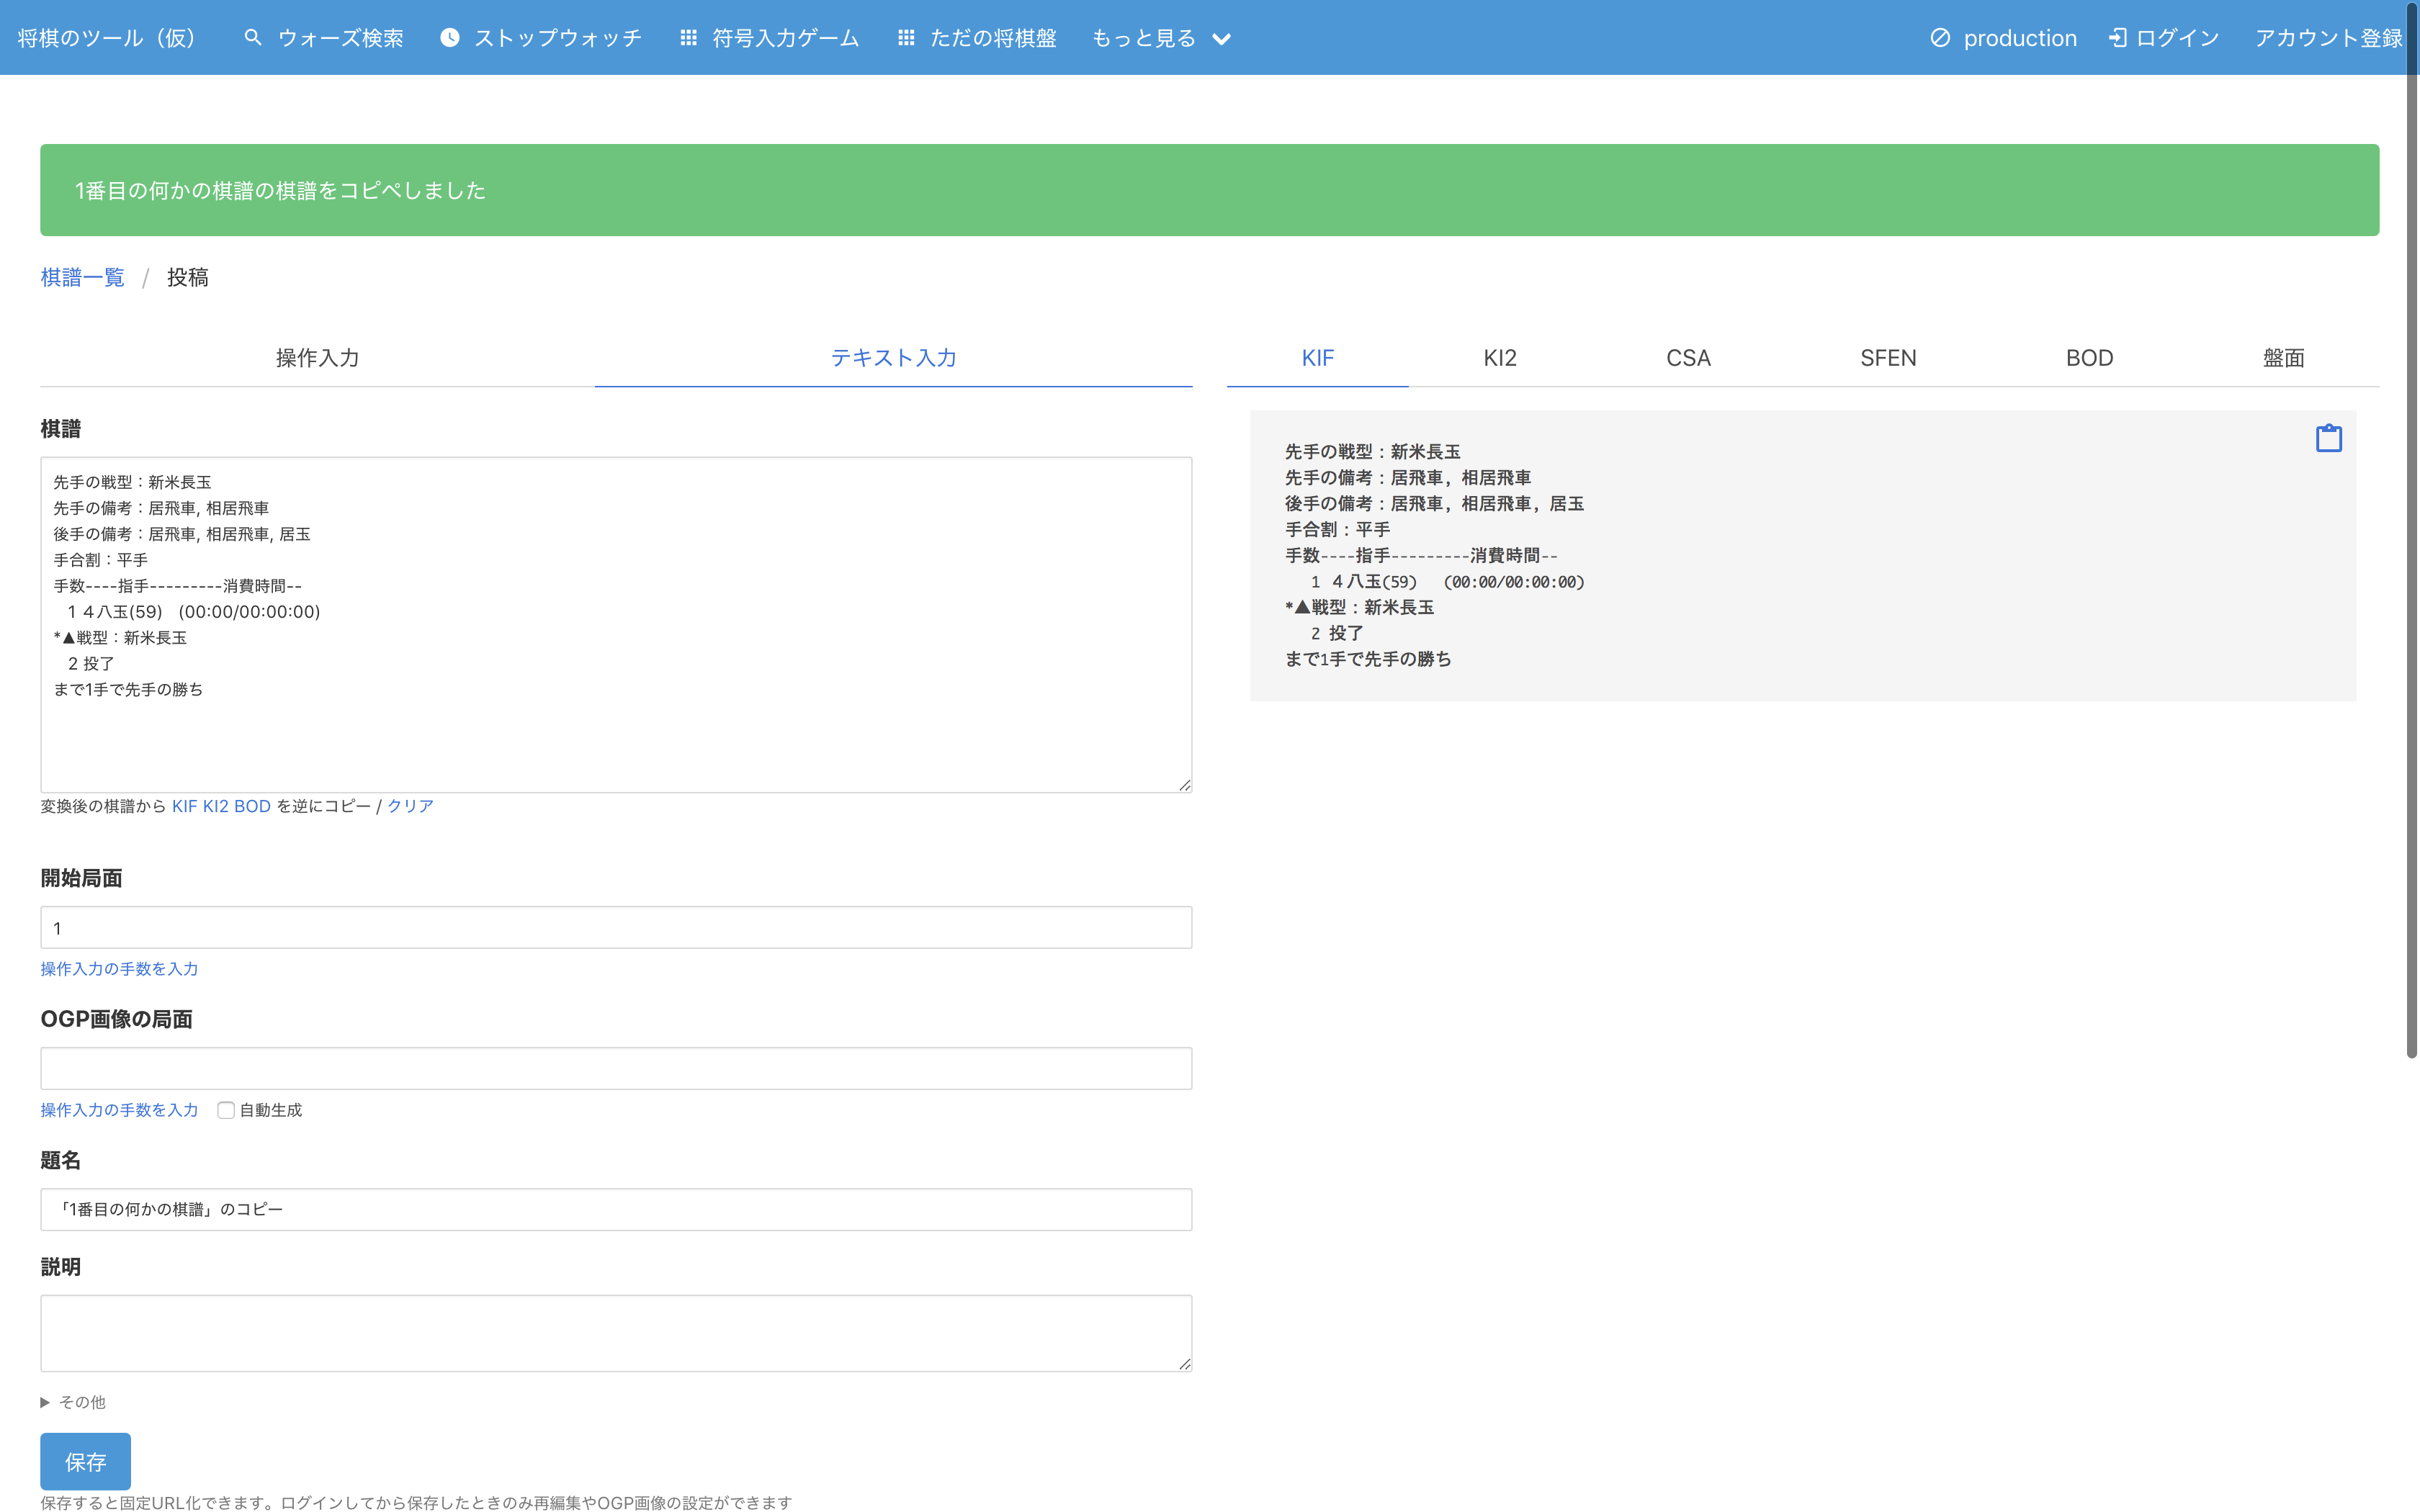 将棋のツール（仮） ウォーズ検索 ストップウォッチ 符号入力ゲーム ただの将棋盤 もっと見る production ログイン アカウント登録
1番目の何かの棋譜の棋譜をコピペしました
棋譜一覧 / 投稿
操作入力 テキスト入力
棋譜
先手の戦型：新米長玉
先手の備考：居飛車, 相居飛車
後手の備考：居飛車, 相居飛車, 居玉
手合割：平手
手数----指手---------消費時間--
1 ４八玉(59) (00:00/00:00:00)
*▲戦型：新米長玉
2 投了
まで1手で先手の勝ち
変換後の棋譜から KIF KI2 BOD を逆にコピー / クリア
開始局面
1
操作入力の手数を入力
OGP画像の局面
操作入力の手数を入力 自動生成
題名
「1番目の何かの棋譜」のコピー
説明
その他
保存
保存すると固定URL化できます。ログインしてから保存したときのみ再編集やOGP画像の設定ができます
KIF KI2 CSA SFEN BOD 盤面
先手の戦型：新米長玉
先手の備考：居飛車, 相居飛車
後手の備考：居飛車, 相居飛車, 居玉
手合割：平手
手数----指手---------消費時間--
1 ４八玉(59) (00:00/00:00:00)
*▲戦型：新米長玉
2 投了
まで1手で先手の勝ち